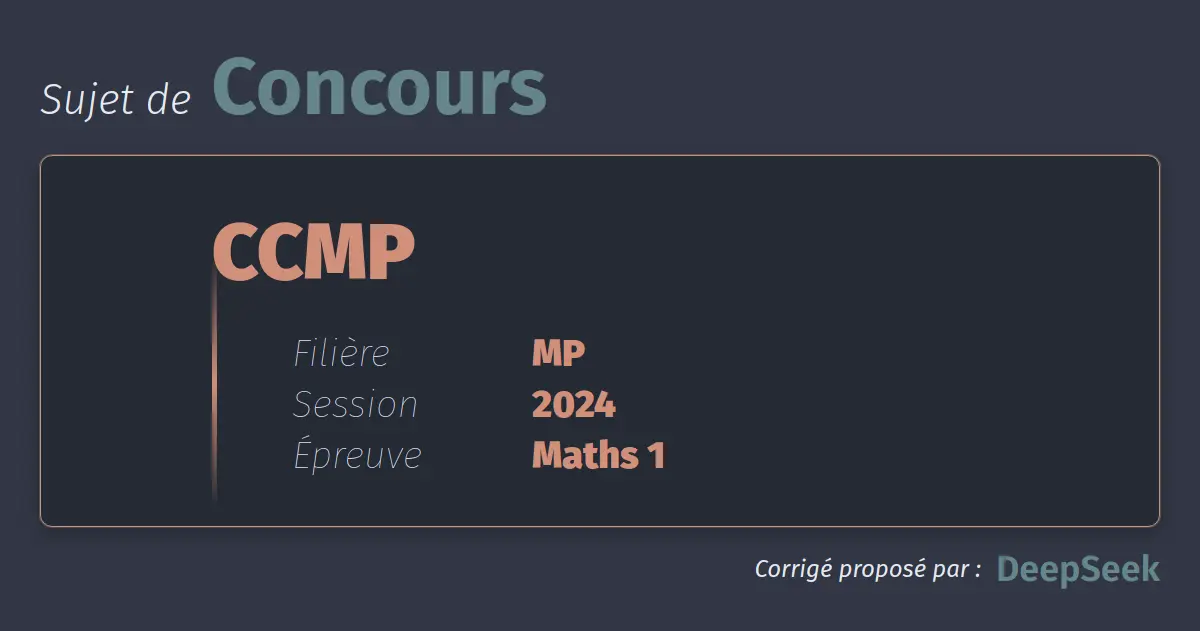 Sujet de Concours
CCMP
Filière MP
Session 2024
Épreuve Maths 1
Corrigé proposé par : DeepSeek